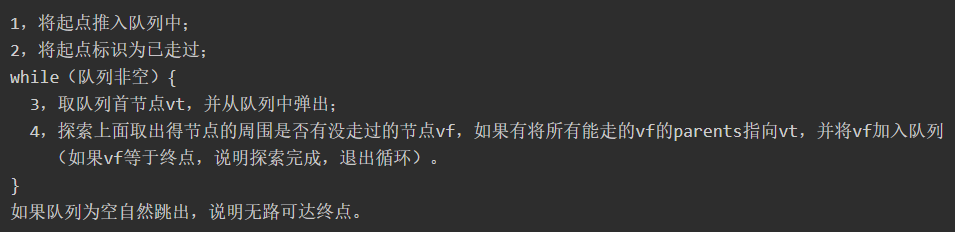 1，将起点推入队列中；
2，将起点标识为已走过；
while（队列非空）{
3，取队列首节点vt，并从队列中弹出；
4，探索上面取出得节点的周围是否有没走过的节点vf，如果有将所有能走的vf的parents指向vt，并将vf加入队列
（如果vf等于终点，说明探索完成，退出循环）。
}
如果队列为空自然跳出，说明无路可达终点。